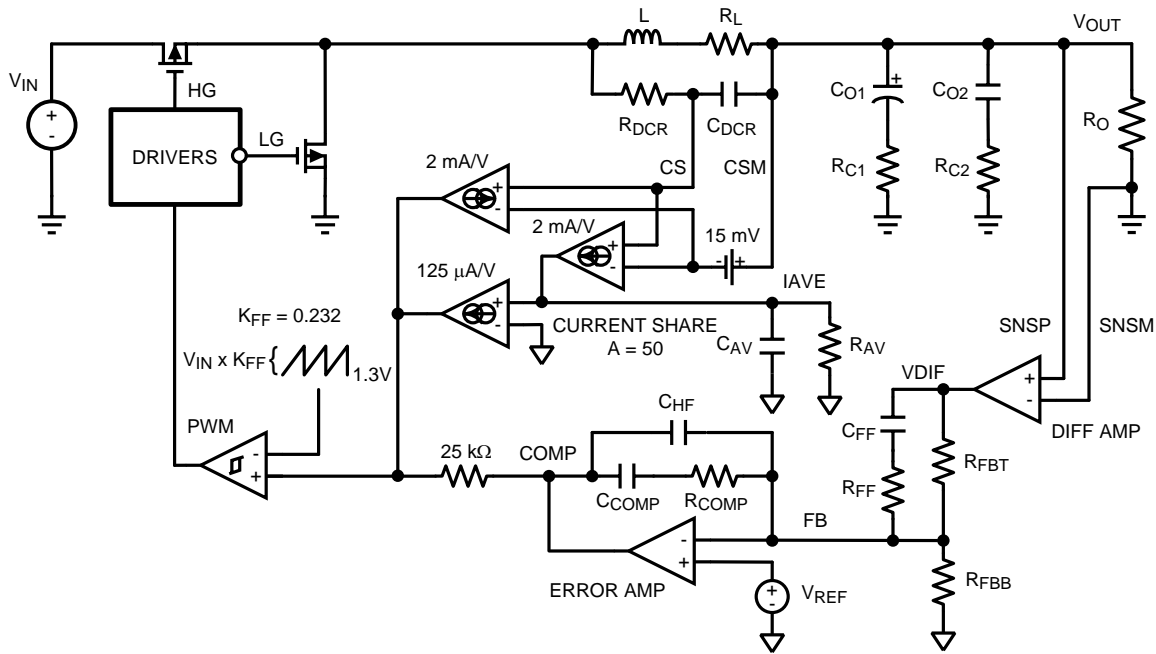 L
R_L
V_OUT
V_IN
HG
+
-
DRIVERS
LG
R_DCR
C_DCR
C_O1
+
C_O2
R_O
R_C1
R_C2
2 mA/V
CS
CSM
+
-
2 mA/V
+
-
15 mV
-
+
125 μA/V
IAVE
+
-
CURRENT SHARE
A = 50
C_AV
R_AV
SNSP
SNSM
K_FF = 0.232
V_IN x K_FF {
1.3V
VDIF
+
-
DIFF AMP
C_HF
C_FF
R_FBT
PWM
-
+
25 kΩ
COMP
C_COMP
R_COMP
R_FF
FB
-
+
ERROR AMP
+
-
V_REF
R_FBB